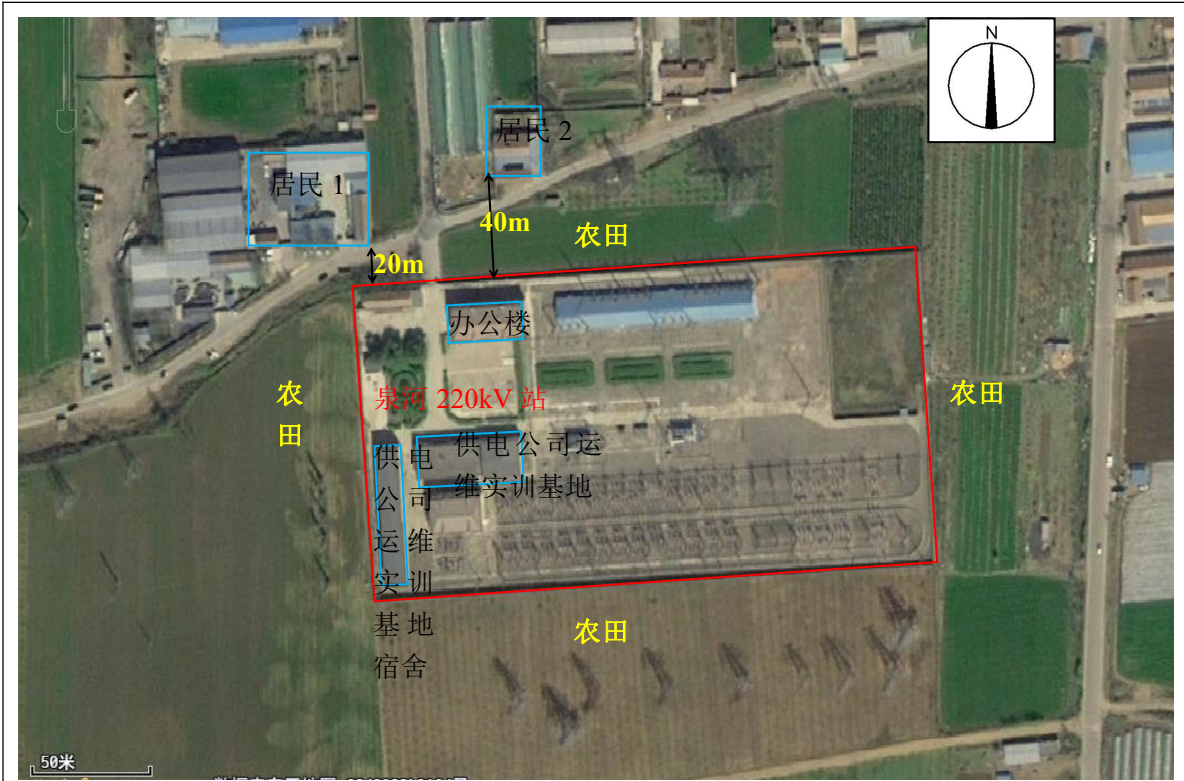 N
居民 2
居民 1
40m
农田
20m
办公楼
农
田
泉河 220kV 站
农田
供电公司运
维实训基地
供电
公司
运维
实训
基地
宿舍
农田
50米